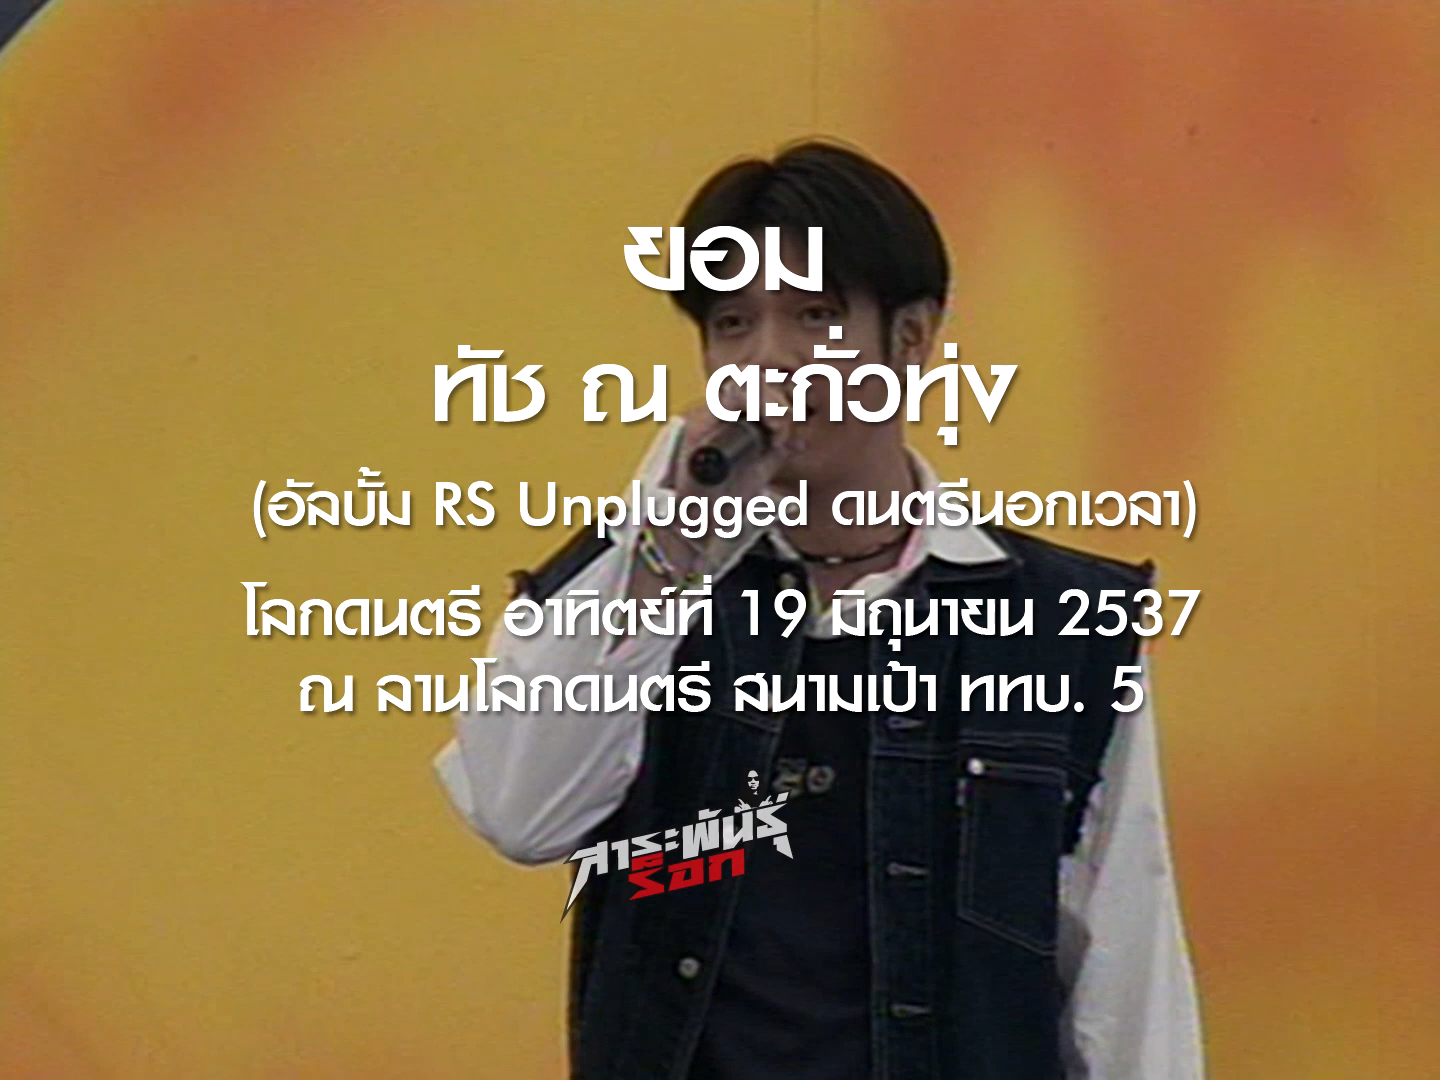 ยอม
ทัช ณ ตะกั่วทุ่ง
(อัลบั้ม RS Unplugged ดนตรีนอกเวลา)
โลกดนตรี อาทิตย์ที่ 19 มิถุนายน 2537
ณ ลานโลกดนตรี สนามเป้า ททบ. 5
สาระพันธุ์
ร็อก